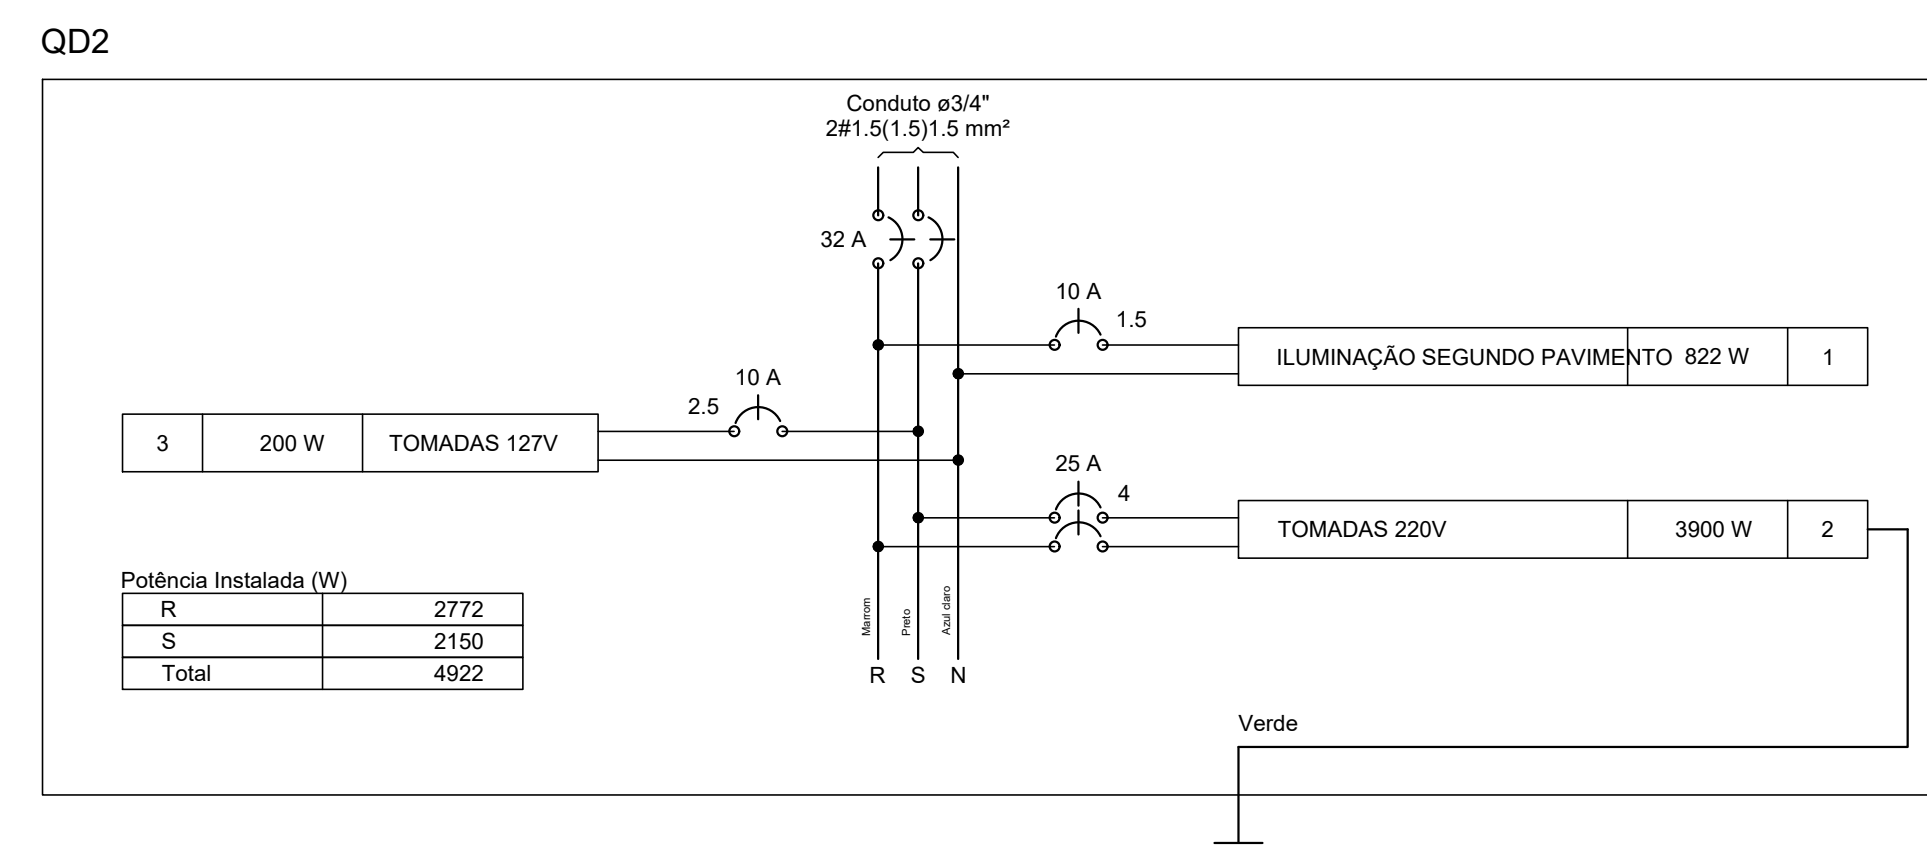 QD2
Conduto ø3/4"
2#1.5(1.5)1.5 mm²
32 A
10 A
1.5
ILUMINAÇÃO SEGUNDO PAVIMENTO 822 W 1
10 A
2.5
3 200 W TOMADAS 127V
25 A
4
TOMADAS 220V 3900 W 2
Potência Instalada (W)
R 2772
S 2150
Total 4922
Marrom
Preto
Azul claro
R S N
Verde